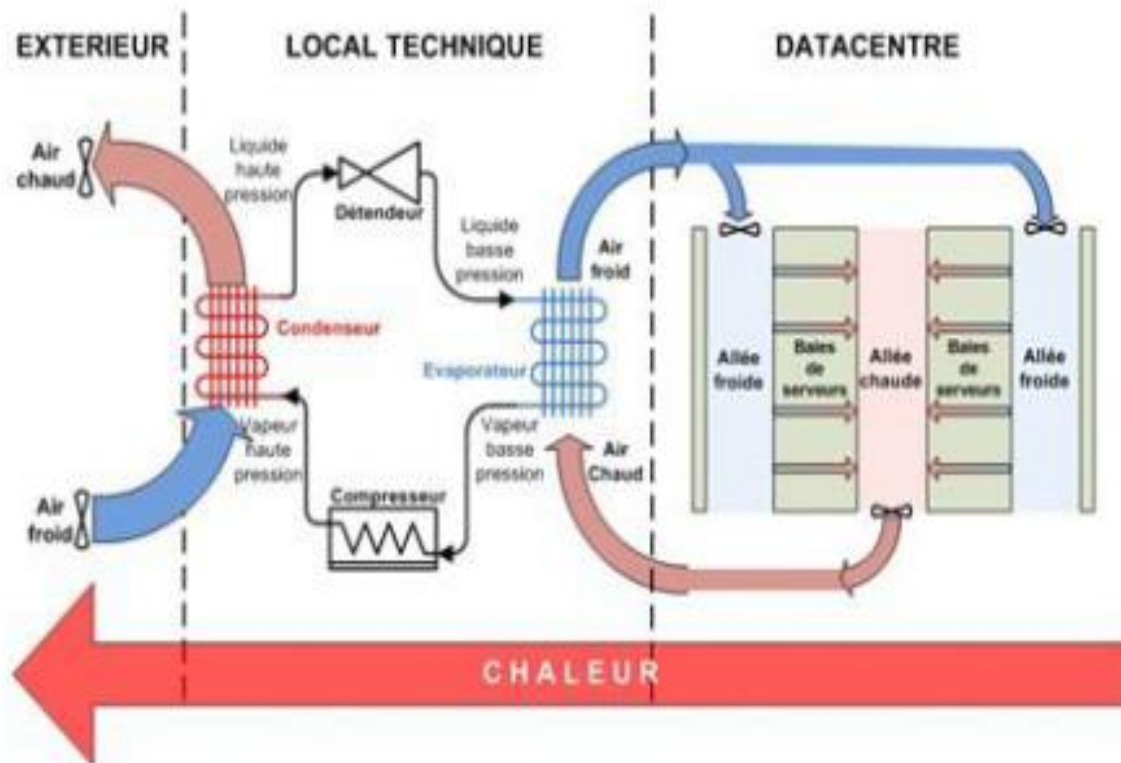 EXTERIEUR
LOCAL TECHNIQUE
DATACENTRE
Air
chaud
Liquide
haute
pression
Détendeur
Liquide
basse
pression
Air
froid
Condenseur
Evaporateur
Allée
froide
Baies
de
serveurs
Allée
chaude
Baies
de
serveurs
Allée
froide
Vapeur
haute
pression
Vapeur
basse
pression
Air
Chaud
Compresseur
Air
froid
CHALEUR